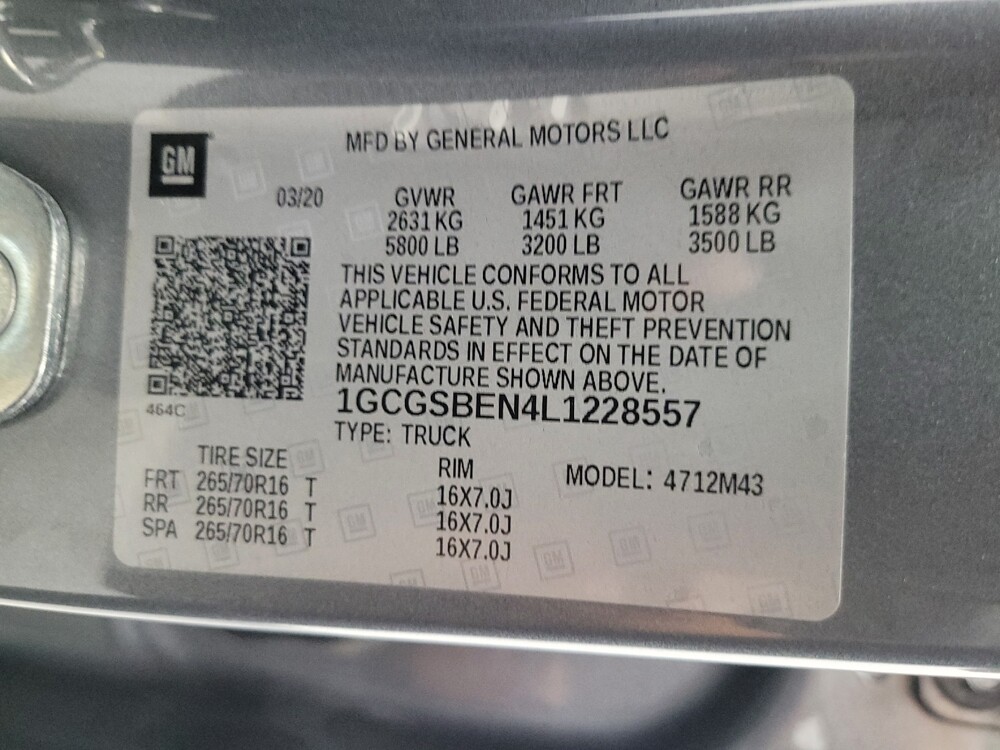 MFD BY GENERAL MOTORS LLC
GM
03/20 GVWR GAWR FRT GAWR RR
2631 KG 1451 KG 1588 KG
5800 LB 3200 LB 3500 LB
THIS VEHICLE CONFORMS TO ALL
APPLICABLE U.S. FEDERAL MOTOR
VEHICLE SAFETY AND THEFT PREVENTION
STANDARDS IN EFFECT ON THE DATE OF
MANUFACTURE SHOWN ABOVE.
464C
1GCGSBEN4L1228557
TYPE: TRUCK
TIRE SIZE RIM MODEL: 4712M43
FRT 265/70R16 T 16X7.0J
RR 265/70R16 T 16X7.0J
SPA 265/70R16 T 16X7.0J